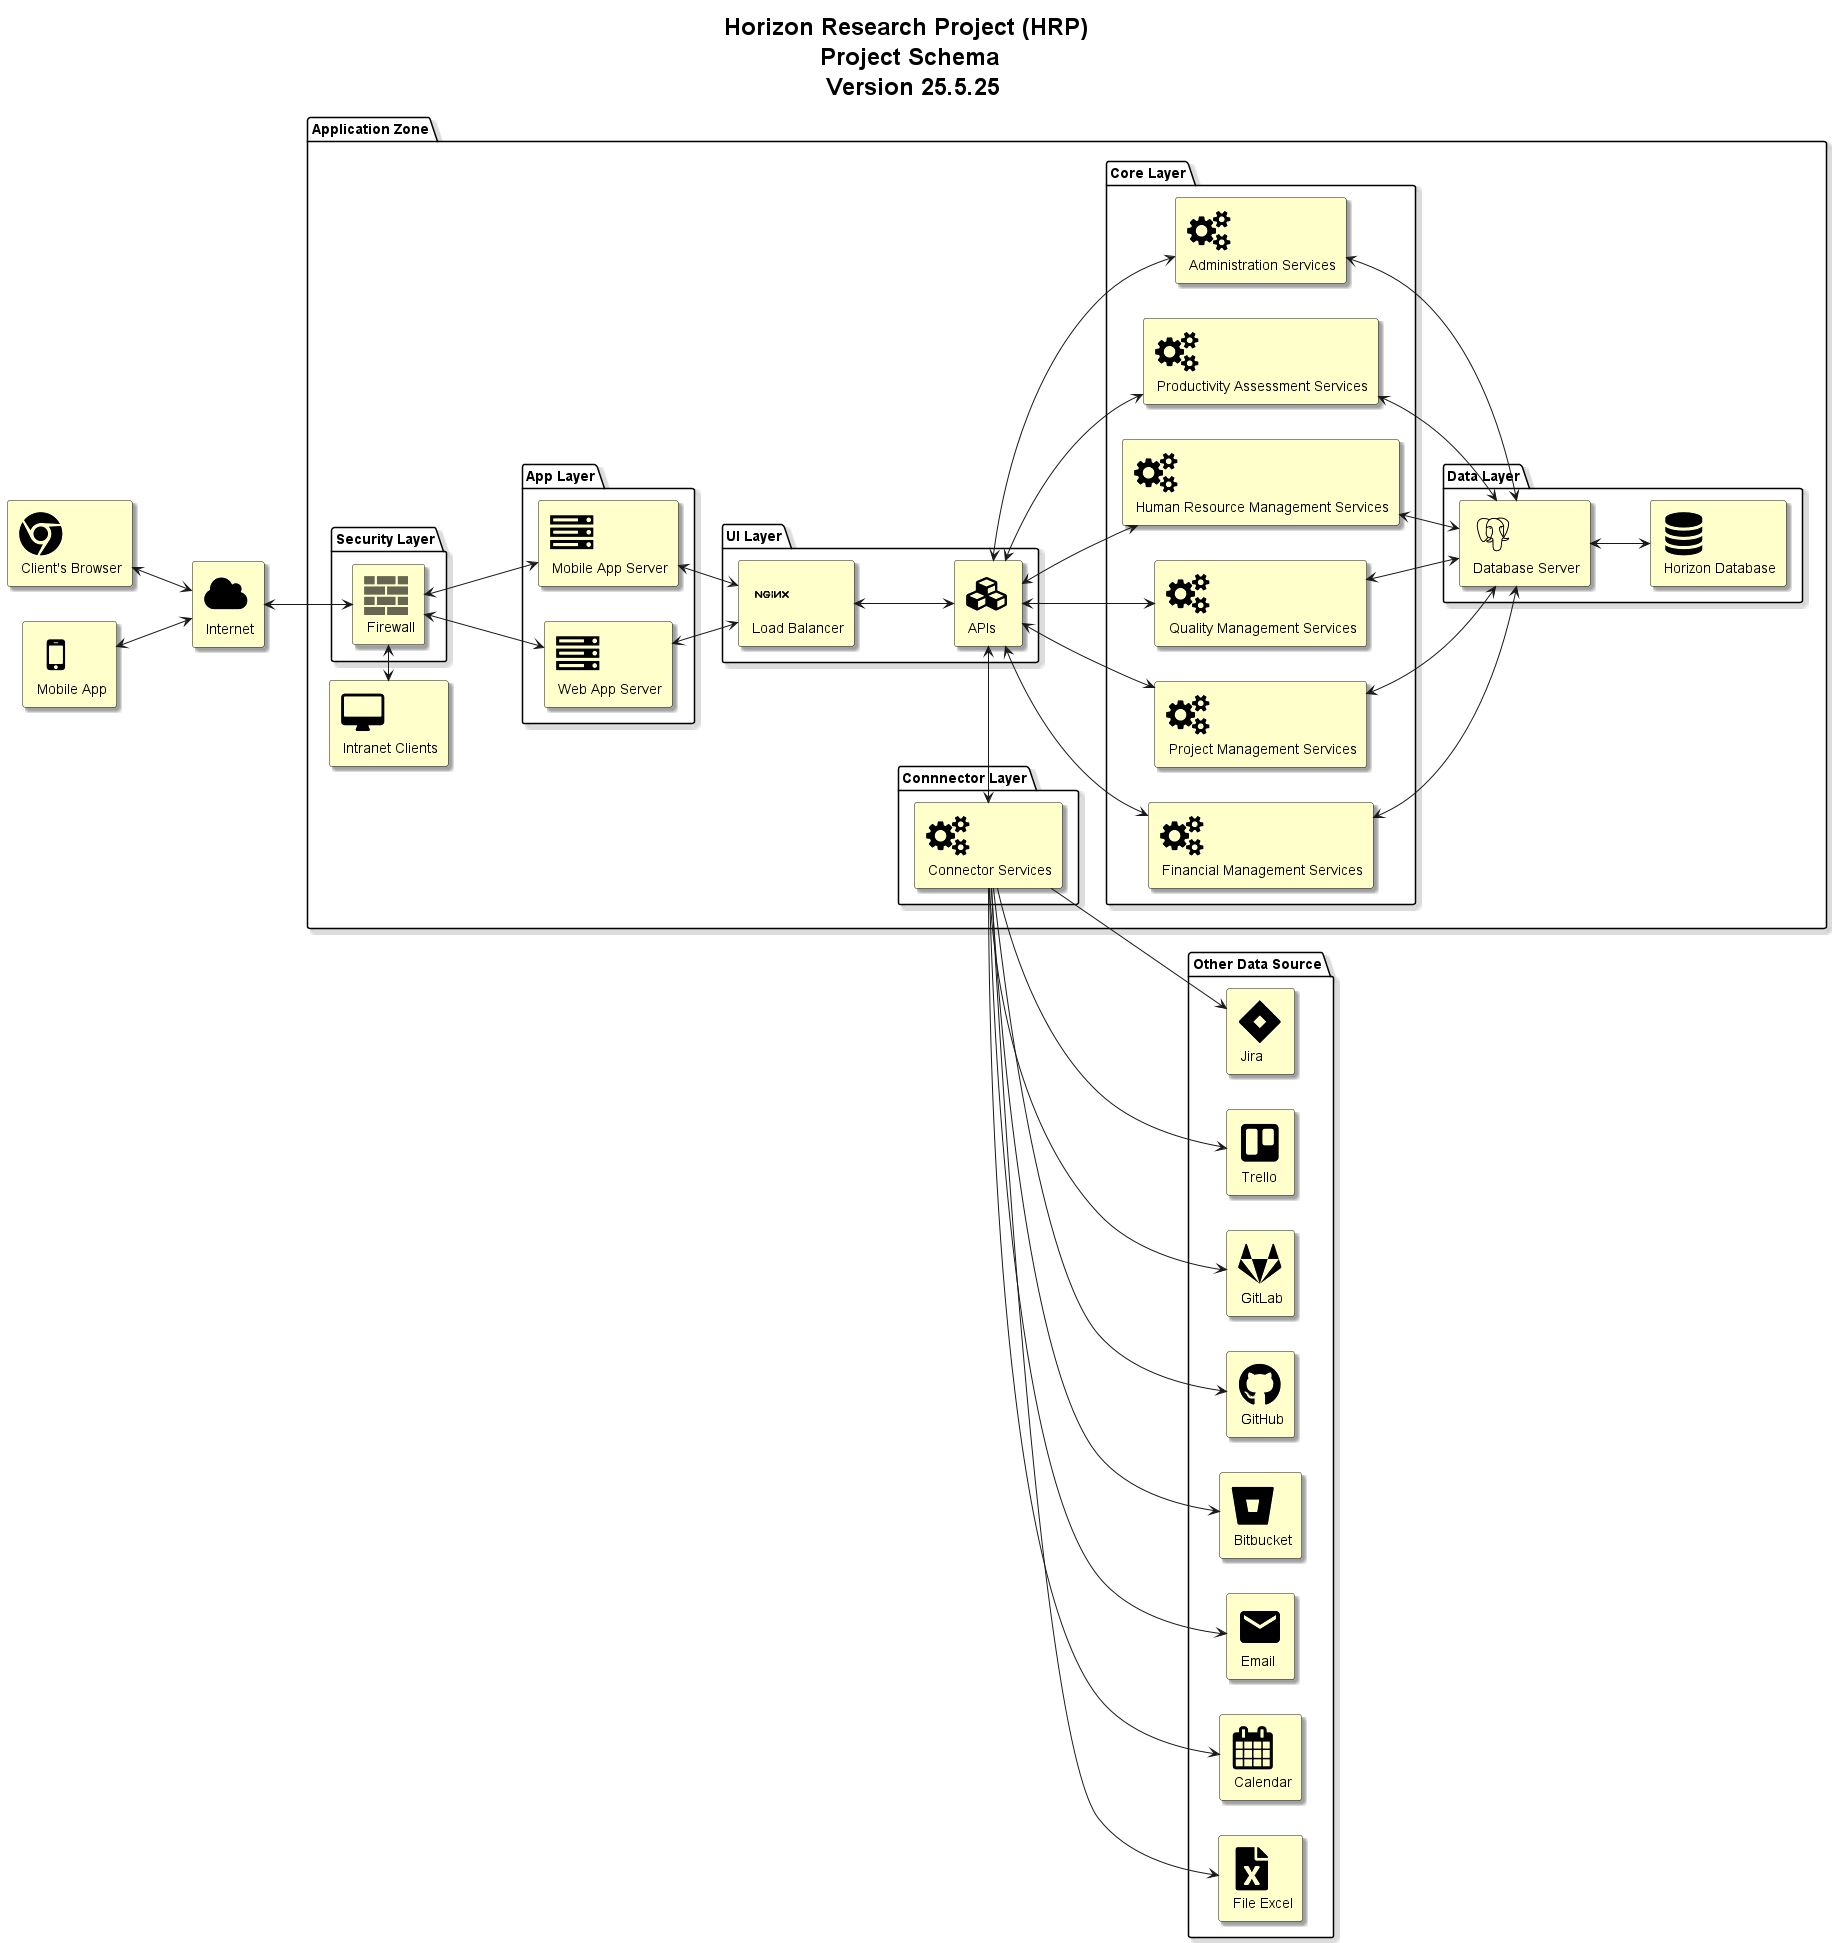 Horizon Research Project (HRP)
Project Schema
Version 25.5.25
Application Zone
Core Layer
Administration Services
Productivity Assessment Services
Human Resource Management Services
Quality Management Services
Project Management Services
Financial Management Services
Data Layer
Database Server
Horizon Database
App Layer
Mobile App Server
Web App Server
UI Layer
NGINX
Load Balancer
APIs
Security Layer
Firewall
Intranet Clients
Client's Browser
Mobile App
Internet
Connnector Layer
Connector Services
Other Data Source
Jira
Trello
GitLab
GitHub
Bitbucket
Email
Calendar
File Excel